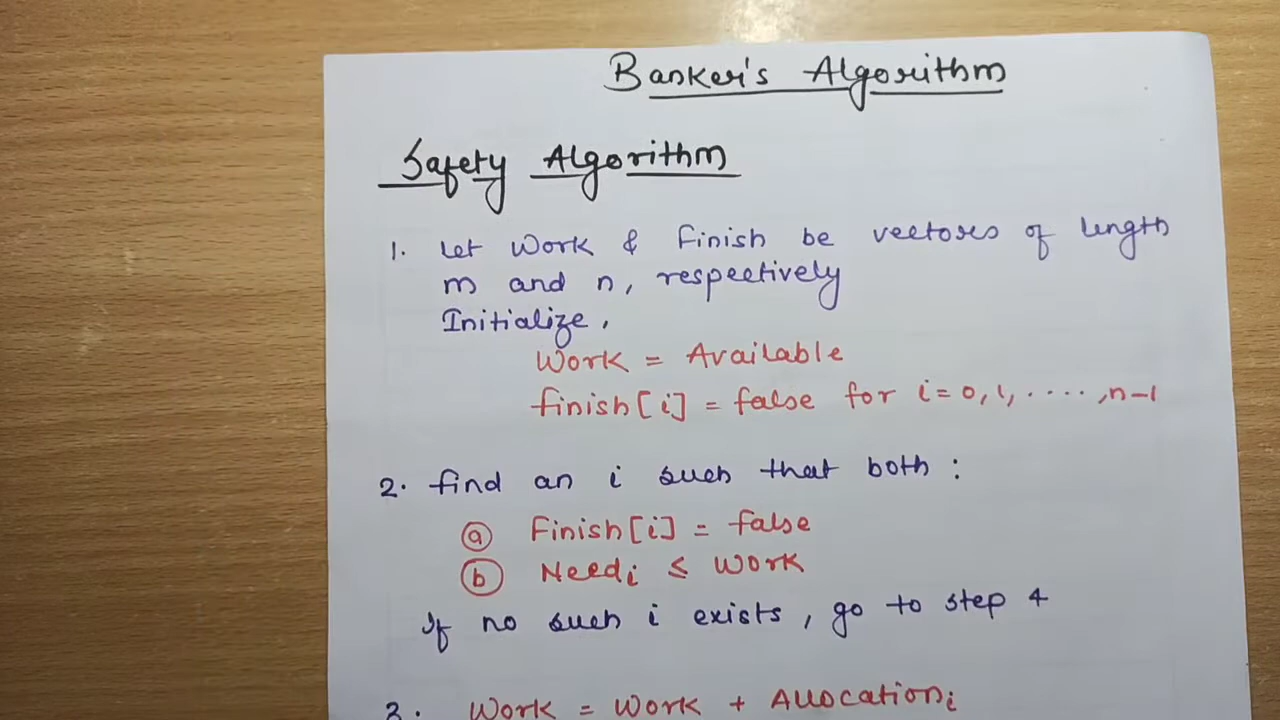 Banker's Algorithm
Safety Algorithm
1. Let Work & Finish be vectors of length
m and n, respectively
Initialize,
Work = Available
finish[i] = false for i=0,1,.....,n-1
2. find an i such that both :
(a) Finish[i] = false
(b) Needi ≤ Work
If no such i exists, go to step 4
3. Work = Work + Allocationi